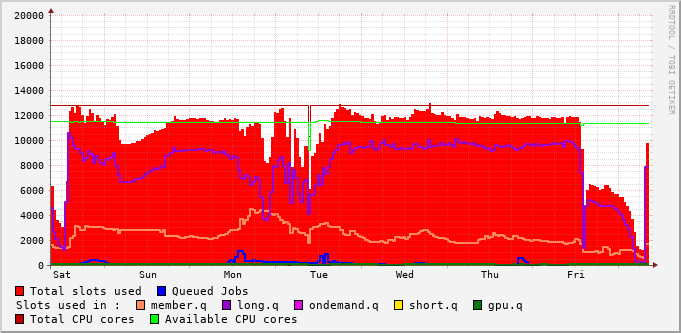 20000
18000
16000
14000
12000
10000
8000
6000
4000
2000
0
Sat Sun Mon Tue Wed Thu Fri
Total slots used Queued Jobs
Slots used in : member.q long.q ondemand.q short.q gpu.q
Total CPU cores Available CPU cores
RRDTOOL / TOBI OETIKER